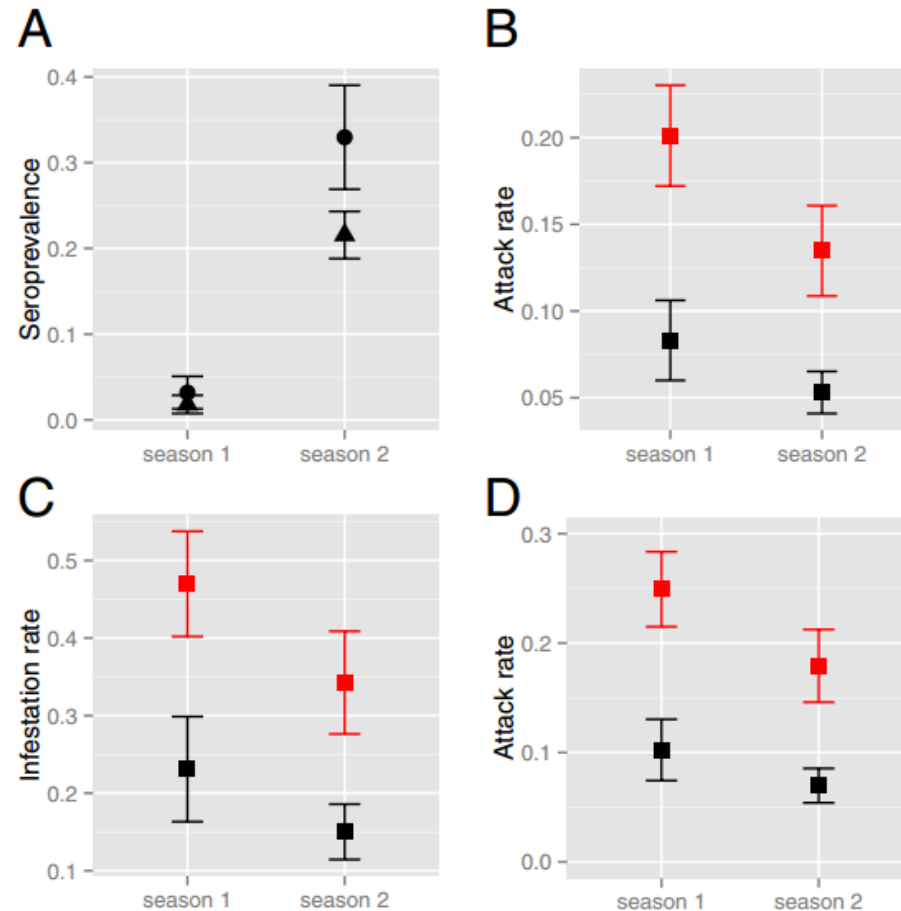 A
Seroprevalence
0.4
0.3
0.2
0.1
0.0
season 1 season 2
B
Attack rate
0.20
0.15
0.10
0.05
season 1 season 2
C
Infestation rate
0.5
0.4
0.3
0.2
0.1
season 1 season 2
D
Attack rate
0.3
0.2
0.1
0.0
season 1 season 2